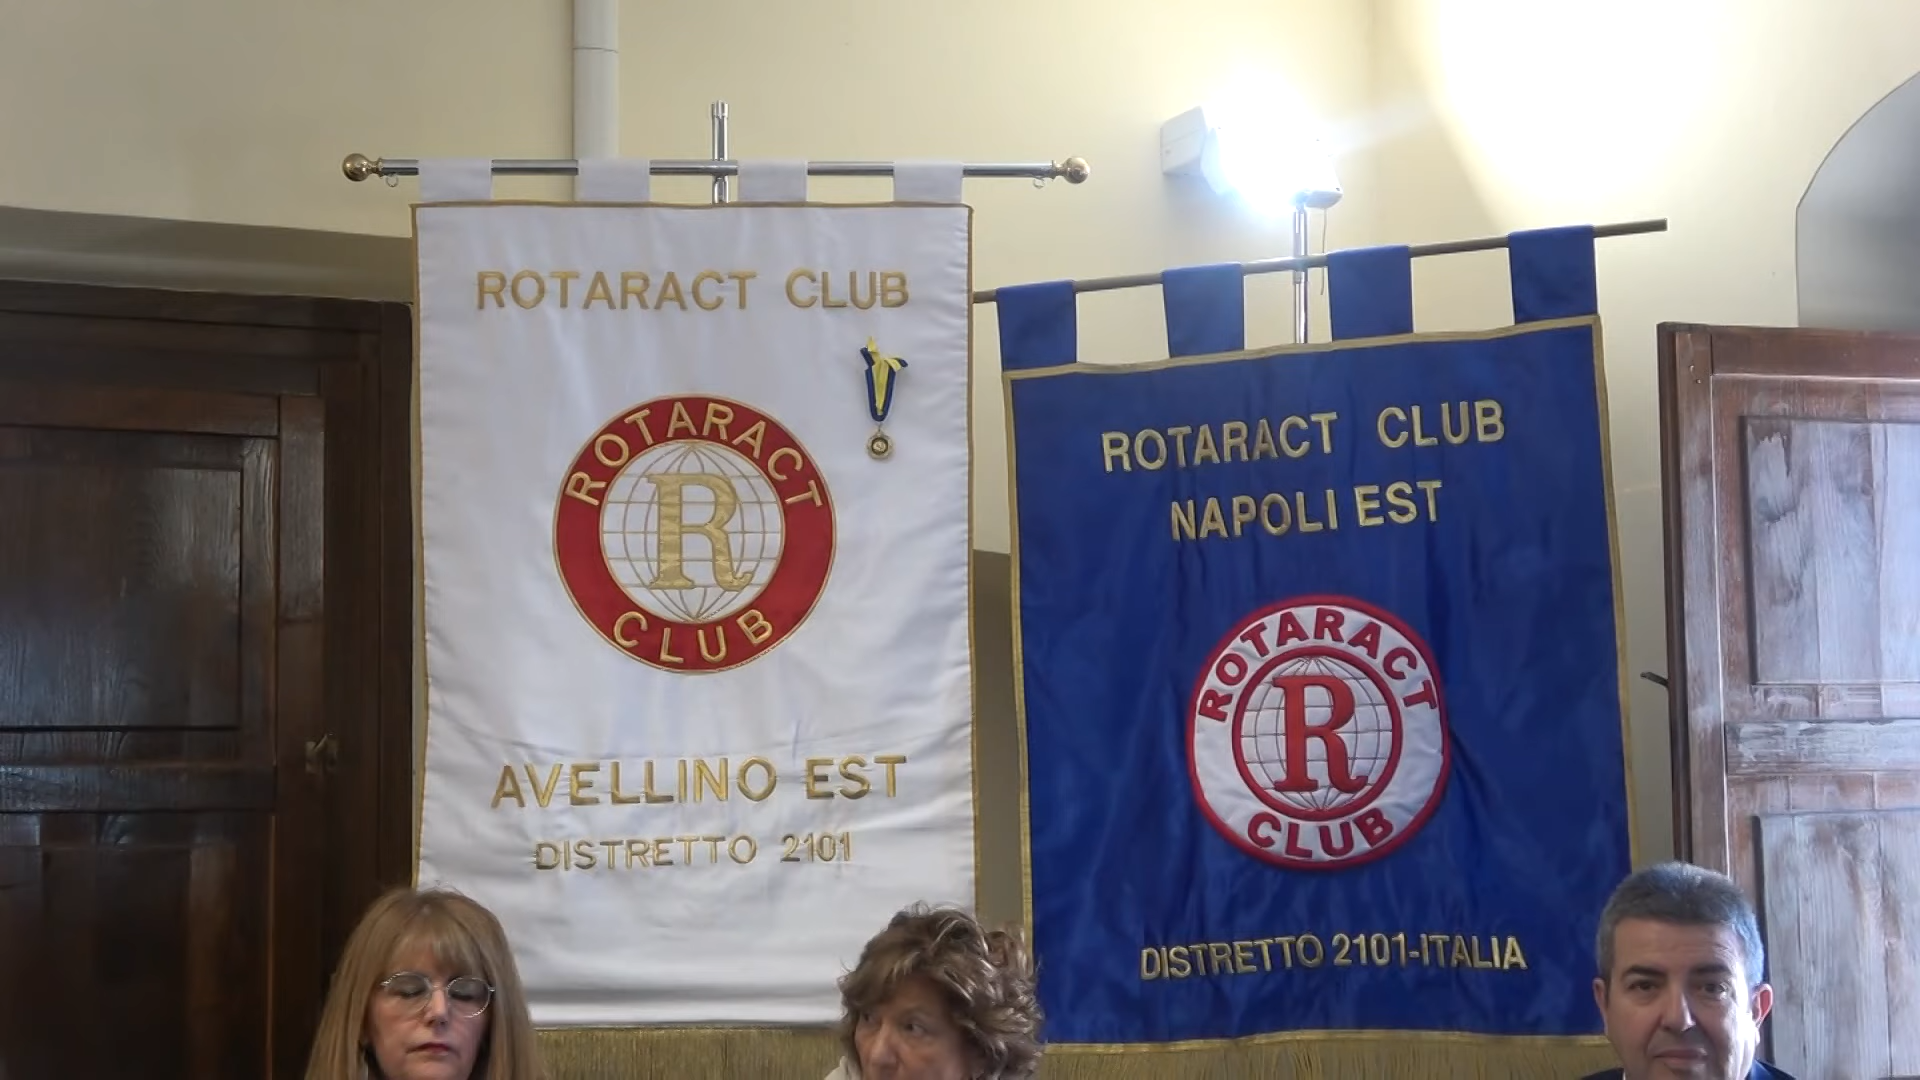 ROTARACT CLUB
ROTARACT
R
CLUB
AVELLINO EST
DISTRETTO 2101
ROTARACT CLUB
NAPOLI EST
ROTARACT
R
CLUB
DISTRETTO 2101-ITALIA